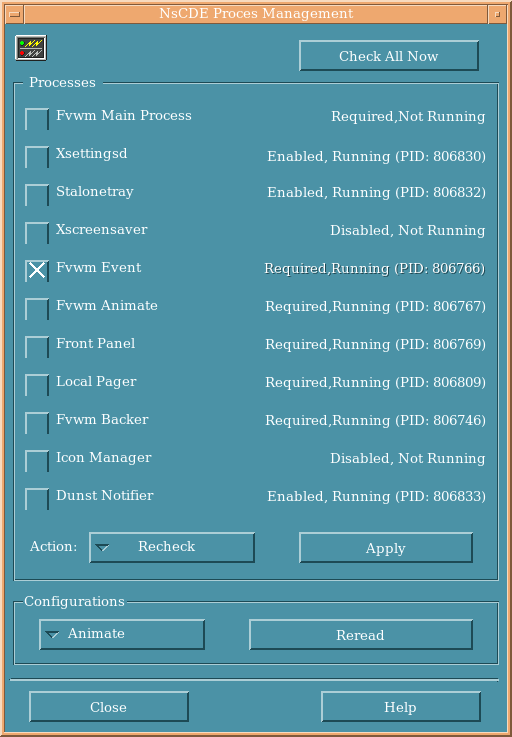 NsCDE Proces Management
Check All Now
Processes
Fvwm Main Process Required,Not Running
Xsettingsd Enabled, Running (PID: 806830)
Stalonetray Enabled, Running (PID: 806832)
Xscreensaver Disabled, Not Running
Fvwm Event Required,Running (PID: 806766)
Fvwm Animate Required,Running (PID: 806767)
Front Panel Required,Running (PID: 806769)
Local Pager Required,Running (PID: 806809)
Fvwm Backer Required,Running (PID: 806746)
Icon Manager Disabled, Not Running
Dunst Notifier Enabled, Running (PID: 806833)
Action: Recheck Apply
Configurations
Animate Reread
Close Help